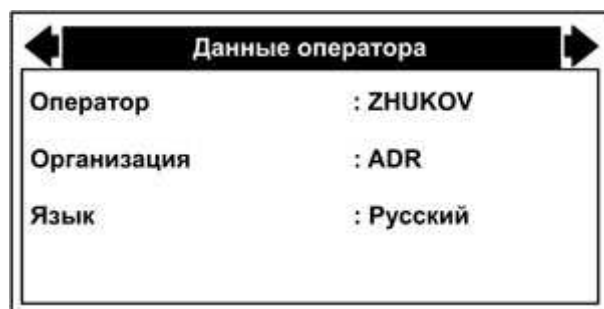 Данные оператора
Оператор : ZHUKOV
Организация : ADR
Язык : Русский